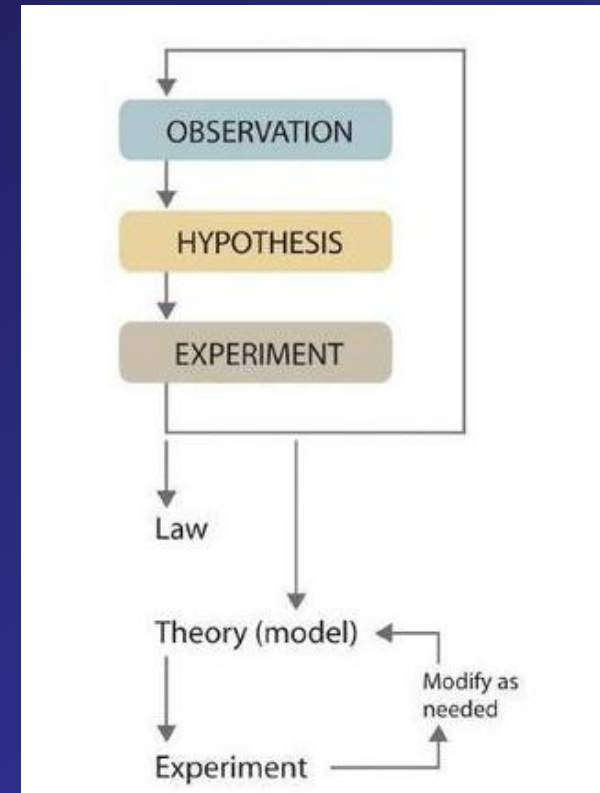 OBSERVATION
HYPOTHESIS
EXPERIMENT
Law
Theory (model)
Modify as
needed
Experiment